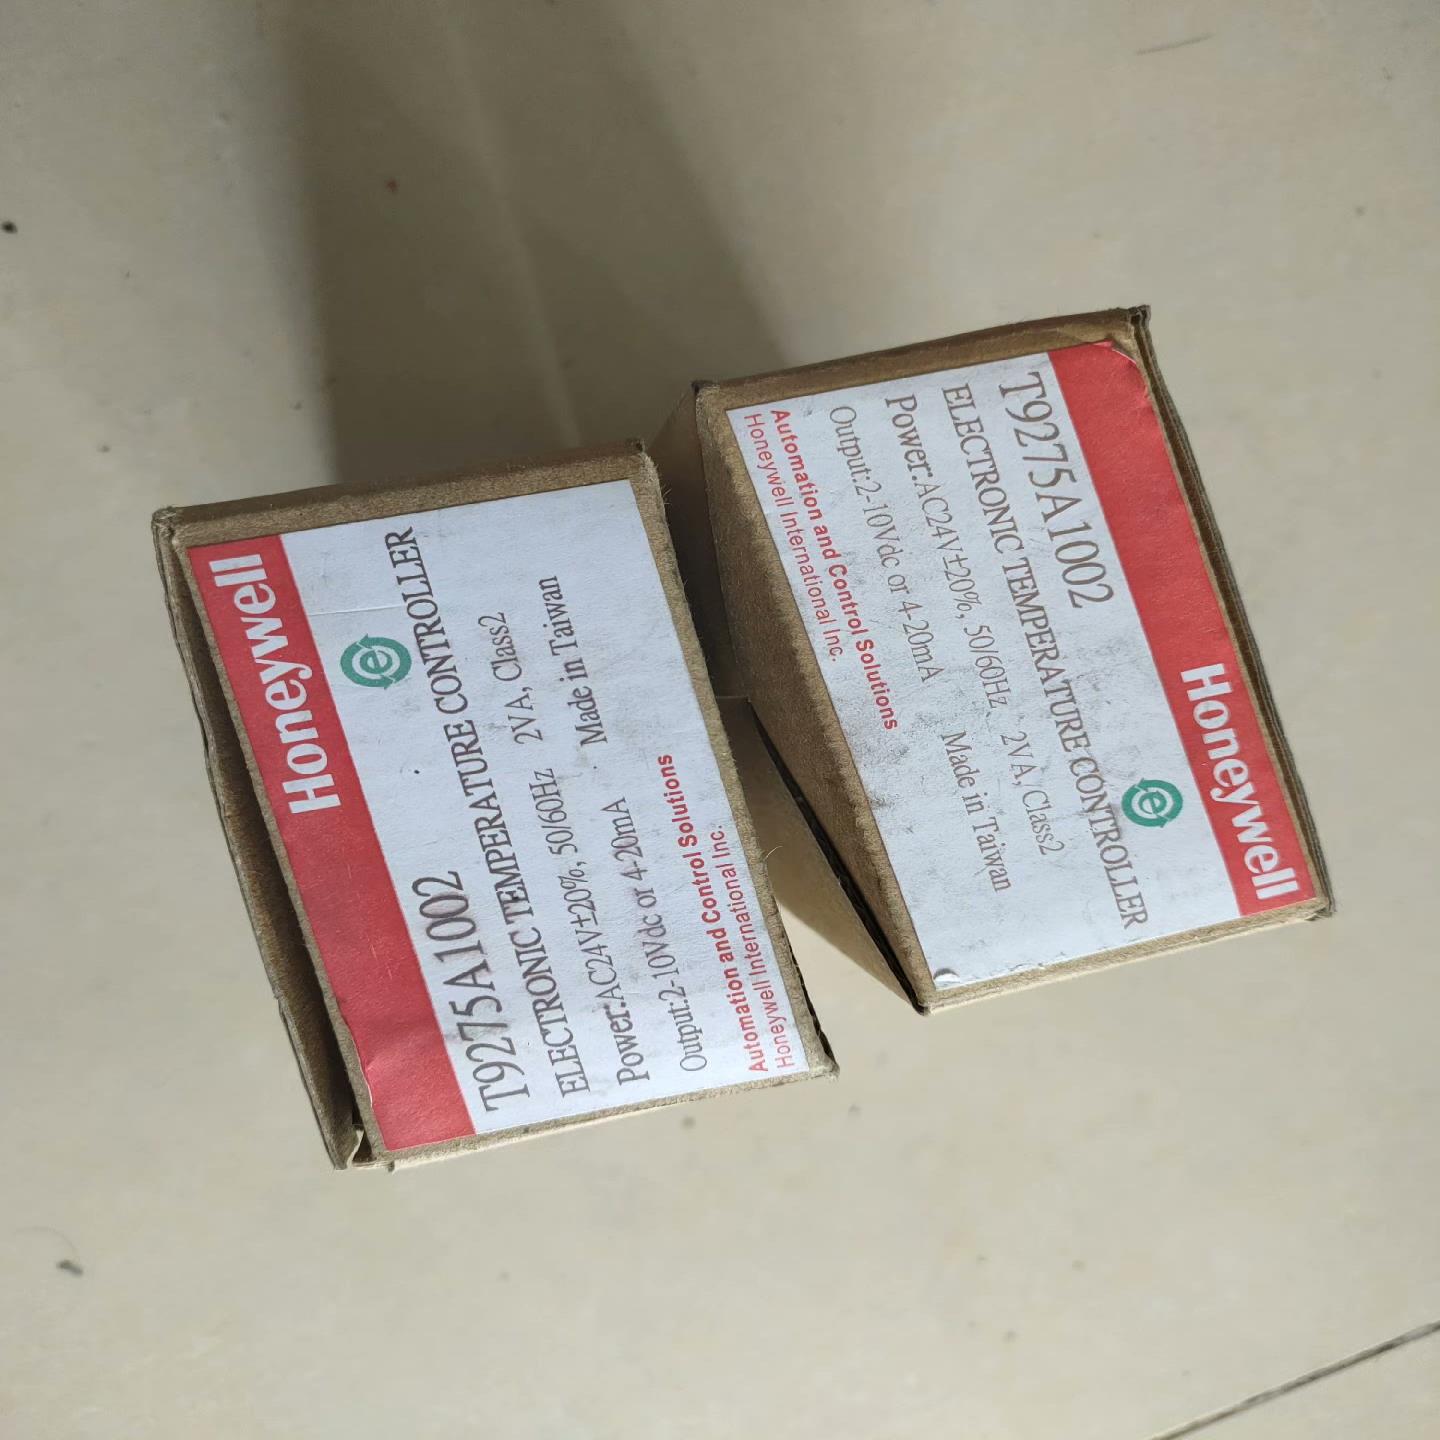 Honeywell
e
T9275A1002
ELECTRONIC TEMPERATURE CONTROLLER
Power:AC24V±20%, 50/60Hz 2VA, Class2
Output:2-10Vdc or 4-20mA Made in Taiwan
Automation and Control Solutions
Honeywell International Inc.
Honeywell
e
T9275A1002
ELECTRONIC TEMPERATURE CONTROLLER
Power:AC24V±20%, 50/60Hz 2VA, Class2
Output:2-10Vdc or 4-20mA Made in Taiwan
Automation and Control Solutions
Honeywell International Inc.